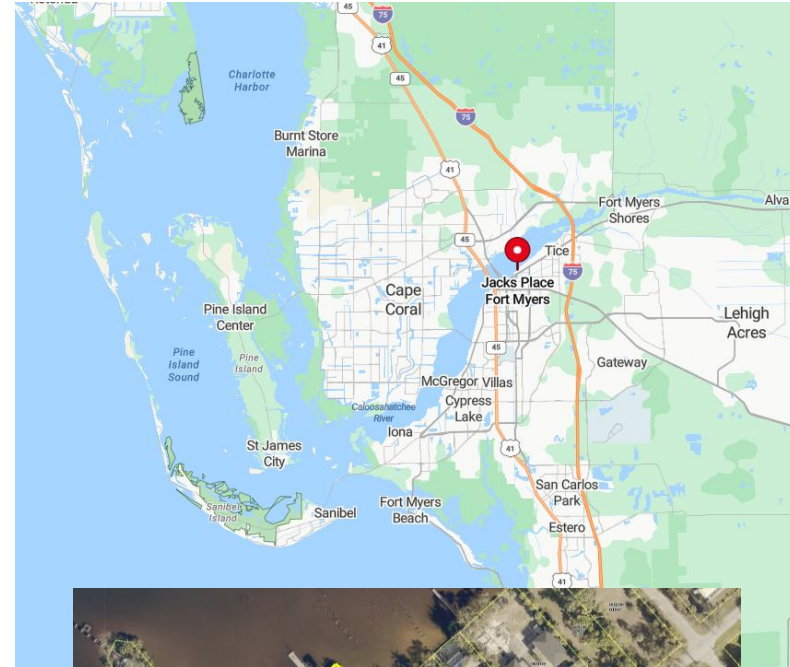 45
75
41
Charlotte
Harbor
45
75
Burnt Store
Marina
41
Fort Myers
Shores
Alva
45
Tice
75
Jacks Place
Fort Myers
Cape
Coral
Pine Island
Center
Lehigh
Acres
Pine
Island
Sound
Pine
Island
45
Gateway
McGregor
Villas
Cypress
Lake
Caloosahatchee
River
Iona
St James
City
41
San Carlos
Park
Sanibel
Island
Sanibel
Fort Myers
Beach
Estero
41